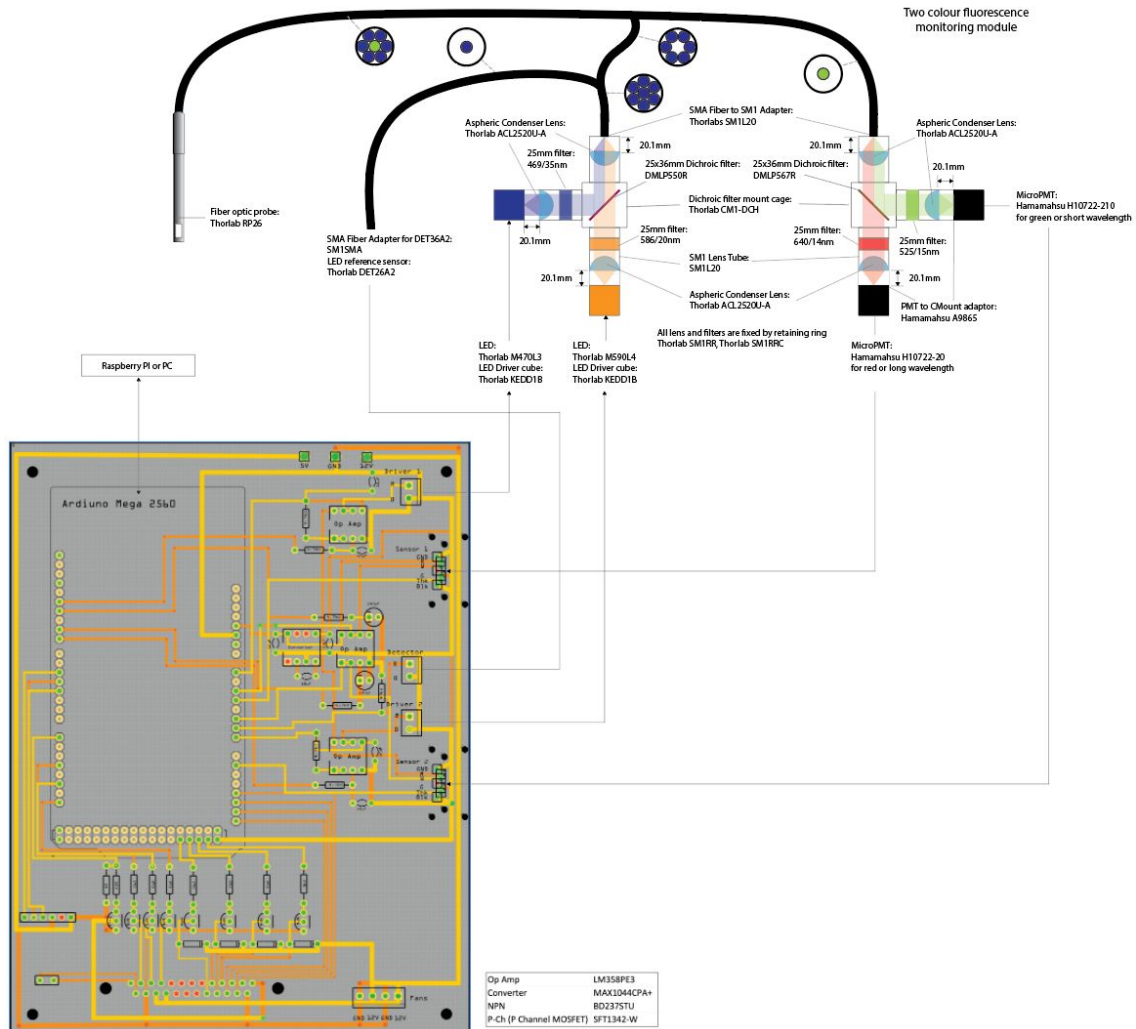 Two colour fluorescence
monitoring module
SMA Fiber to SM1 Adapter:
Thorlabs SM1L20
Aspheric Condenser Lens:
Thorlab ACL2520U-A
Aspheric Condenser Lens:
Thorlab ACL2520U-A
20.1mm
20.1mm
25mm filter:
469/35nm
25x36mm Dichroic filter:
DMLP550R
25x36mm Dichroic filter:
DMLP567R
20.1mm
Dichroic filter mount cage:
Thorlab CM1-DCH
MicroPMT:
Hamamahsu H10722-210
for green or short wavelength
Fiber optic probe:
Thorlab RP26
20.1mm
25mm filter:
586/20nm
25mm filter:
640/14nm
25mm filter:
525/15nm
SMA Fiber Adapter for DET36A2:
SM1SMA
LED reference sensor:
Thorlab DET26A2
SM1 Lens Tube:
SM1L20
20.1mm
20.1mm
Aspheric Condenser Lens:
Thorlab ACL2520U-A
PMT to CMount adaptor:
Hamamahsu A9865
All lens and filters are fixed by retaining ring
Thorlab SM1RR, Thorlab SM1RRC
LED:
Thorlab M470L3
LED Driver cube:
Thorlab KEDD1B
LED:
Thorlab M590L4
LED Driver cube:
Thorlab KEDD1B
MicroPMT:
Hamamahsu H10722-20
for red or long wavelength
Raspberry PI or PC
5V GND 12V
Driver 1
Ardiuno Mega 2560
Op Amp
Sensor 1
GND
Blk
Op Amp
Detector
Driver 2
Op Amp
Sensor 2
GND
Blk
Fans
GND 12V GND 12V
Op Amp LM358PE3
Converter MAX1044CPA+
NPN BD237STU
P-Ch (P Channel MOSFET) SFT1342-W